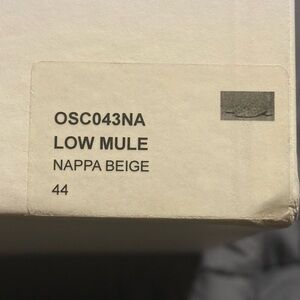 OSC043NA
LOW MULE
NAPPA BEIGE
44